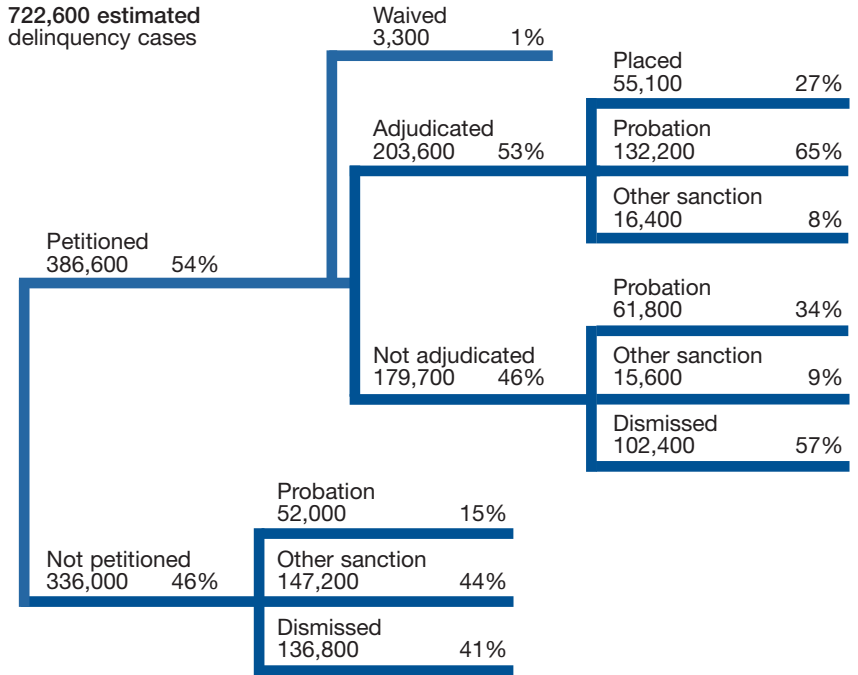 722,600 estimated
delinquency cases
Waived
3,300 1%
Placed
55,100 27%
Adjudicated
203,600 53%
Probation
132,200 65%
Other sanction
16,400 8%
Petitioned
386,600 54%
Probation
61,800 34%
Not adjudicated
179,700 46%
Other sanction
15,600 9%
Dismissed
102,400 57%
Probation
52,000 15%
Not petitioned
336,000 46%
Other sanction
147,200 44%
Dismissed
136,800 41%